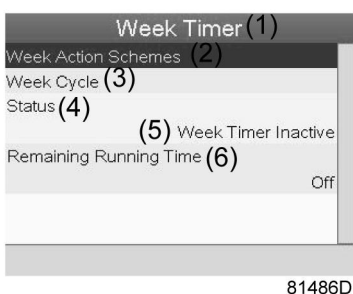 Week Timer (1)
Week Action Schemes (2)
Week Cycle (3)
Status (4)
(5) Week Timer Inactive
Remaining Running Time (6)
Off
81486D